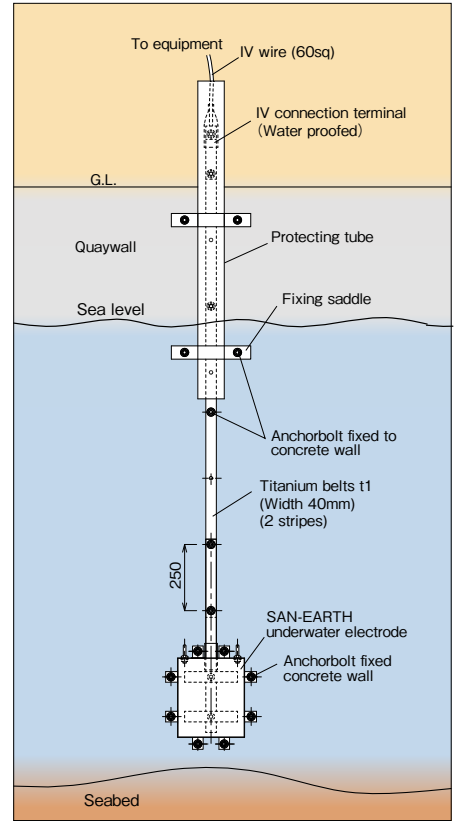 To equipment
IV wire (60sq)
IV connection terminal
(Water proofed)
G.L.
Quaywall
Protecting tube
Sea level
Fixing saddle
Anchorbolt fixed to
concrete wall
Titanium belts t1
(Width 40mm)
(2 stripes)
250
SAN-EARTH
underwater electrode
Anchorbolt fixed
concrete wall
Seabed